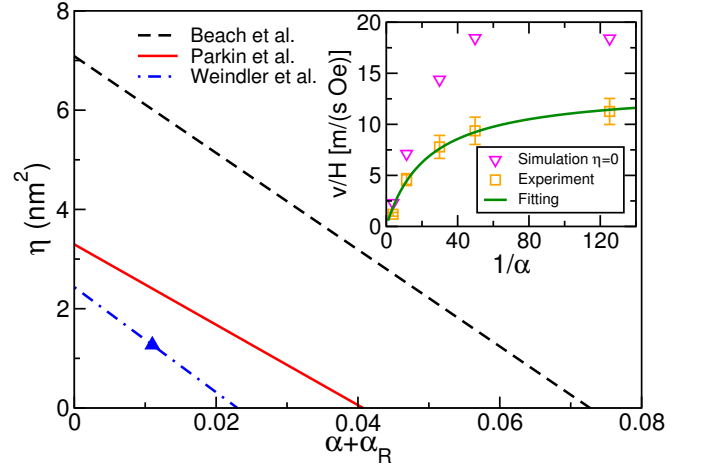 8
6
4
2
0
η (nm²)
Beach et al.
Parkin et al.
Weindler et al.
0
0.02
0.04
0.06
0.08
α+α_R
20
15
10
5
0
v/H [m/(s Oe)]
Simulation η=0
Experiment
Fitting
0
40
80
120
1/α